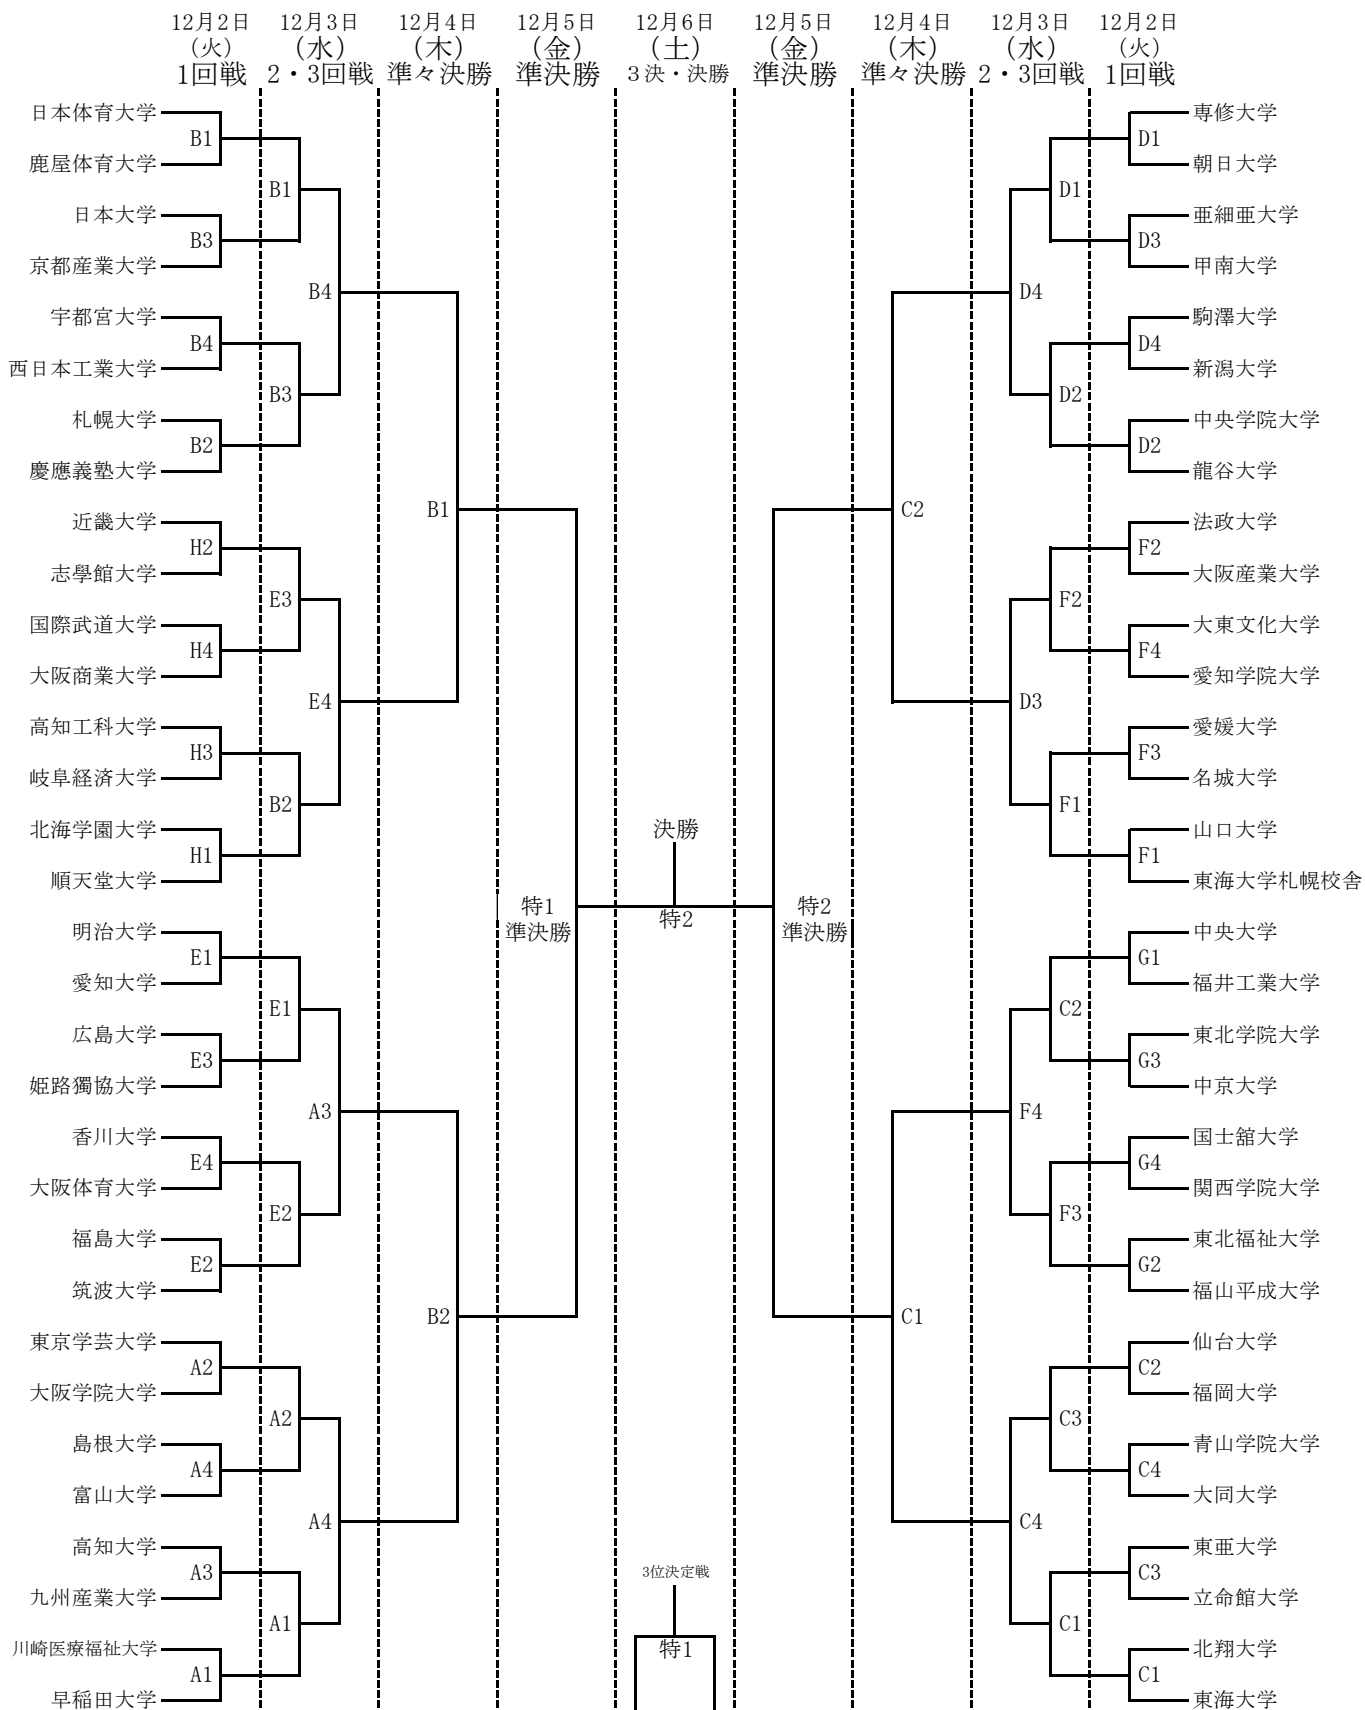 12月2日 12月3日 12月4日 12月5日 12月6日 12月5日 12月4日 12月3日 12月2日
(火) (水) (木) (金) (土) (金) (木) (水) (火)
1回戦 2・3回戦 準々決勝 準決勝 3決・決勝 準決勝 準々決勝 2・3回戦 1回戦
日本体育大学 専修大学
B1 D1
鹿屋体育大学 朝日大学
B1 D1
日本大学 亜細亜大学
B3 D3
京都産業大学 甲南大学
B4 D4
宇都宮大学 駒澤大学
B4 D4
西日本工業大学 新潟大学
B3 D2
札幌大学 中央学院大学
B2 D2
慶應義塾大学 龍谷大学
B1 C2
近畿大学 法政大学
H2 F2
志學館大学 大阪産業大学
E3 F2
国際武道大学 大東文化大学
H4 F4
大阪商業大学 愛知学院大学
E4 D3
高知工科大学 愛媛大学
H3 F3
岐阜経済大学 名城大学
B2 F1
北海学園大学 決勝 山口大学
H1 F1
順天堂大学 東海大学札幌校舎
特1 特2 特2
準決勝 準決勝
明治大学 中央大学
E1 G1
愛知大学 福井工業大学
E1 C2
広島大学 東北学院大学
E3 G3
姫路獨協大学 中京大学
A3 F4
香川大学 国士舘大学
E4 G4
大阪体育大学 関西学院大学
E2 F3
福島大学 東北福祉大学
E2 G2
筑波大学 福山平成大学
B2 C1
東京学芸大学 仙台大学
A2 C2
大阪学院大学 福岡大学
A2 C3
島根大学 青山学院大学
A4 C4
富山大学 大同大学
A4 C4
高知大学 東亜大学
A3 3位決定戦 C3
九州産業大学 立命館大学
A1 C1
川崎医療福祉大学 特1 北翔大学
A1 C1
早稲田大学 東海大学